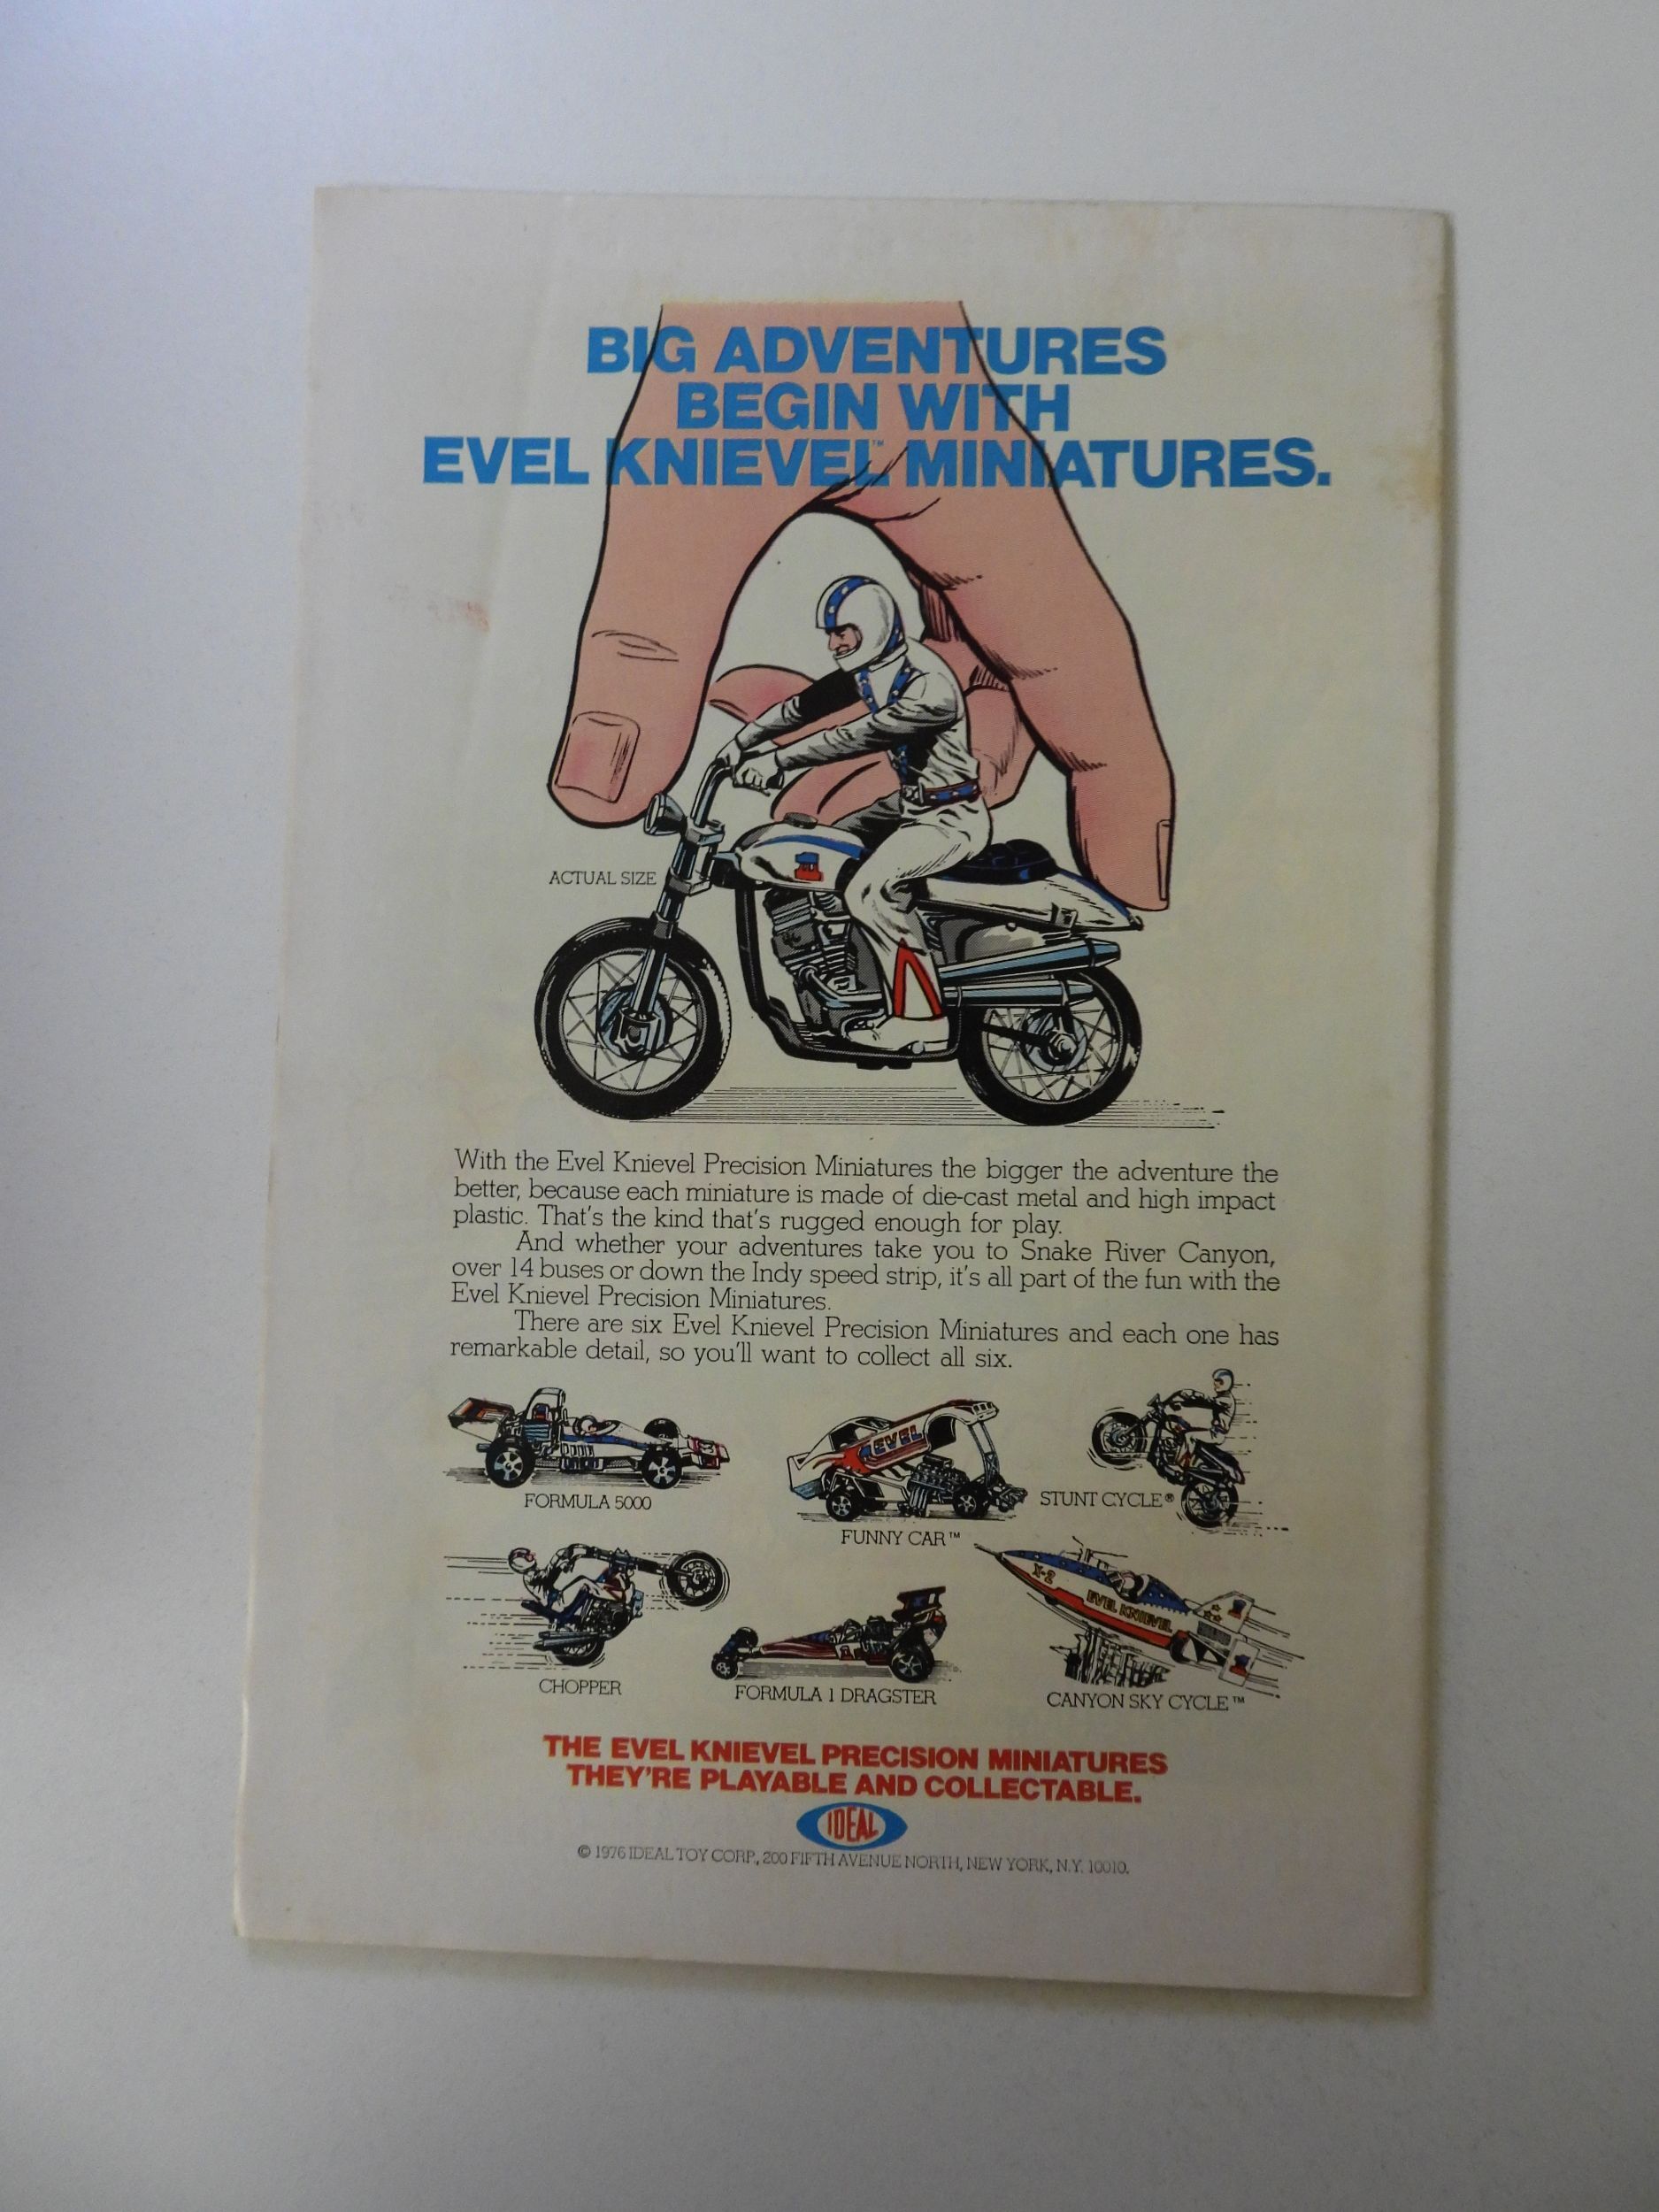 BIG ADVENTURES
BEGIN WITH
EVEL KNIEVEL™ MINIATURES.
ACTUAL SIZE
1
With the Evel Knievel Precision Miniatures the bigger the adventure the
better, because each miniature is made of die-cast metal and high impact
plastic. That's the kind that's rugged enough for play.
And whether your adventures take you to Snake River Canyon,
over 14 buses or down the Indy speed strip, it's all part of the fun with the
Evel Knievel Precision Miniatures.
There are six Evel Knievel Precision Miniatures and each one has
remarkable detail, so you'll want to collect all six.
EVEL
FORMULA 5000
FUNNY CAR™
STUNT CYCLE®
X-2
EVEL KNIEVEL
CHOPPER
FORMULA 1 DRAGSTER
CANYON SKY CYCLE™
THE EVEL KNIEVEL PRECISION MINIATURES
THEY'RE PLAYABLE AND COLLECTABLE.
IDEAL
© 1976 IDEAL TOY CORP., 200 FIFTH AVENUE NORTH, NEW YORK, N.Y. 10010.